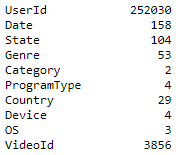 UserId 252030
Date 158
State 104
Genre 53
Category 2
ProgramType 4
Country 29
Device 4
OS 3
VideoId 3856